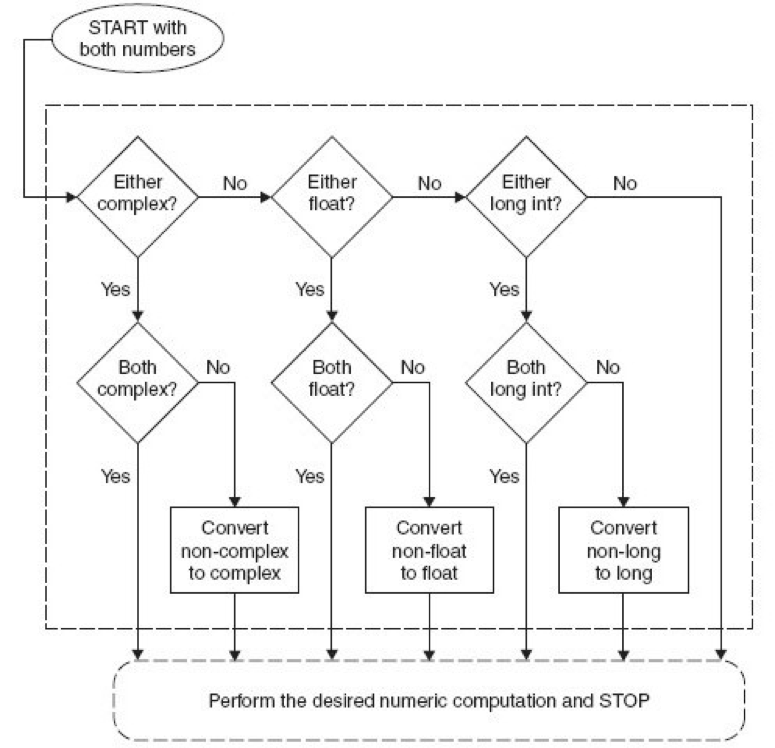 START with
both numbers
Either
complex?
No
Either
float?
No
Either
long int?
No
Yes
Yes
Yes
Both
complex?
No
Both
float?
No
Both
long int?
No
Yes
Yes
Yes
Convert
non-complex
to complex
Convert
non-float
to float
Convert
non-long
to long
Perform the desired numeric computation and STOP